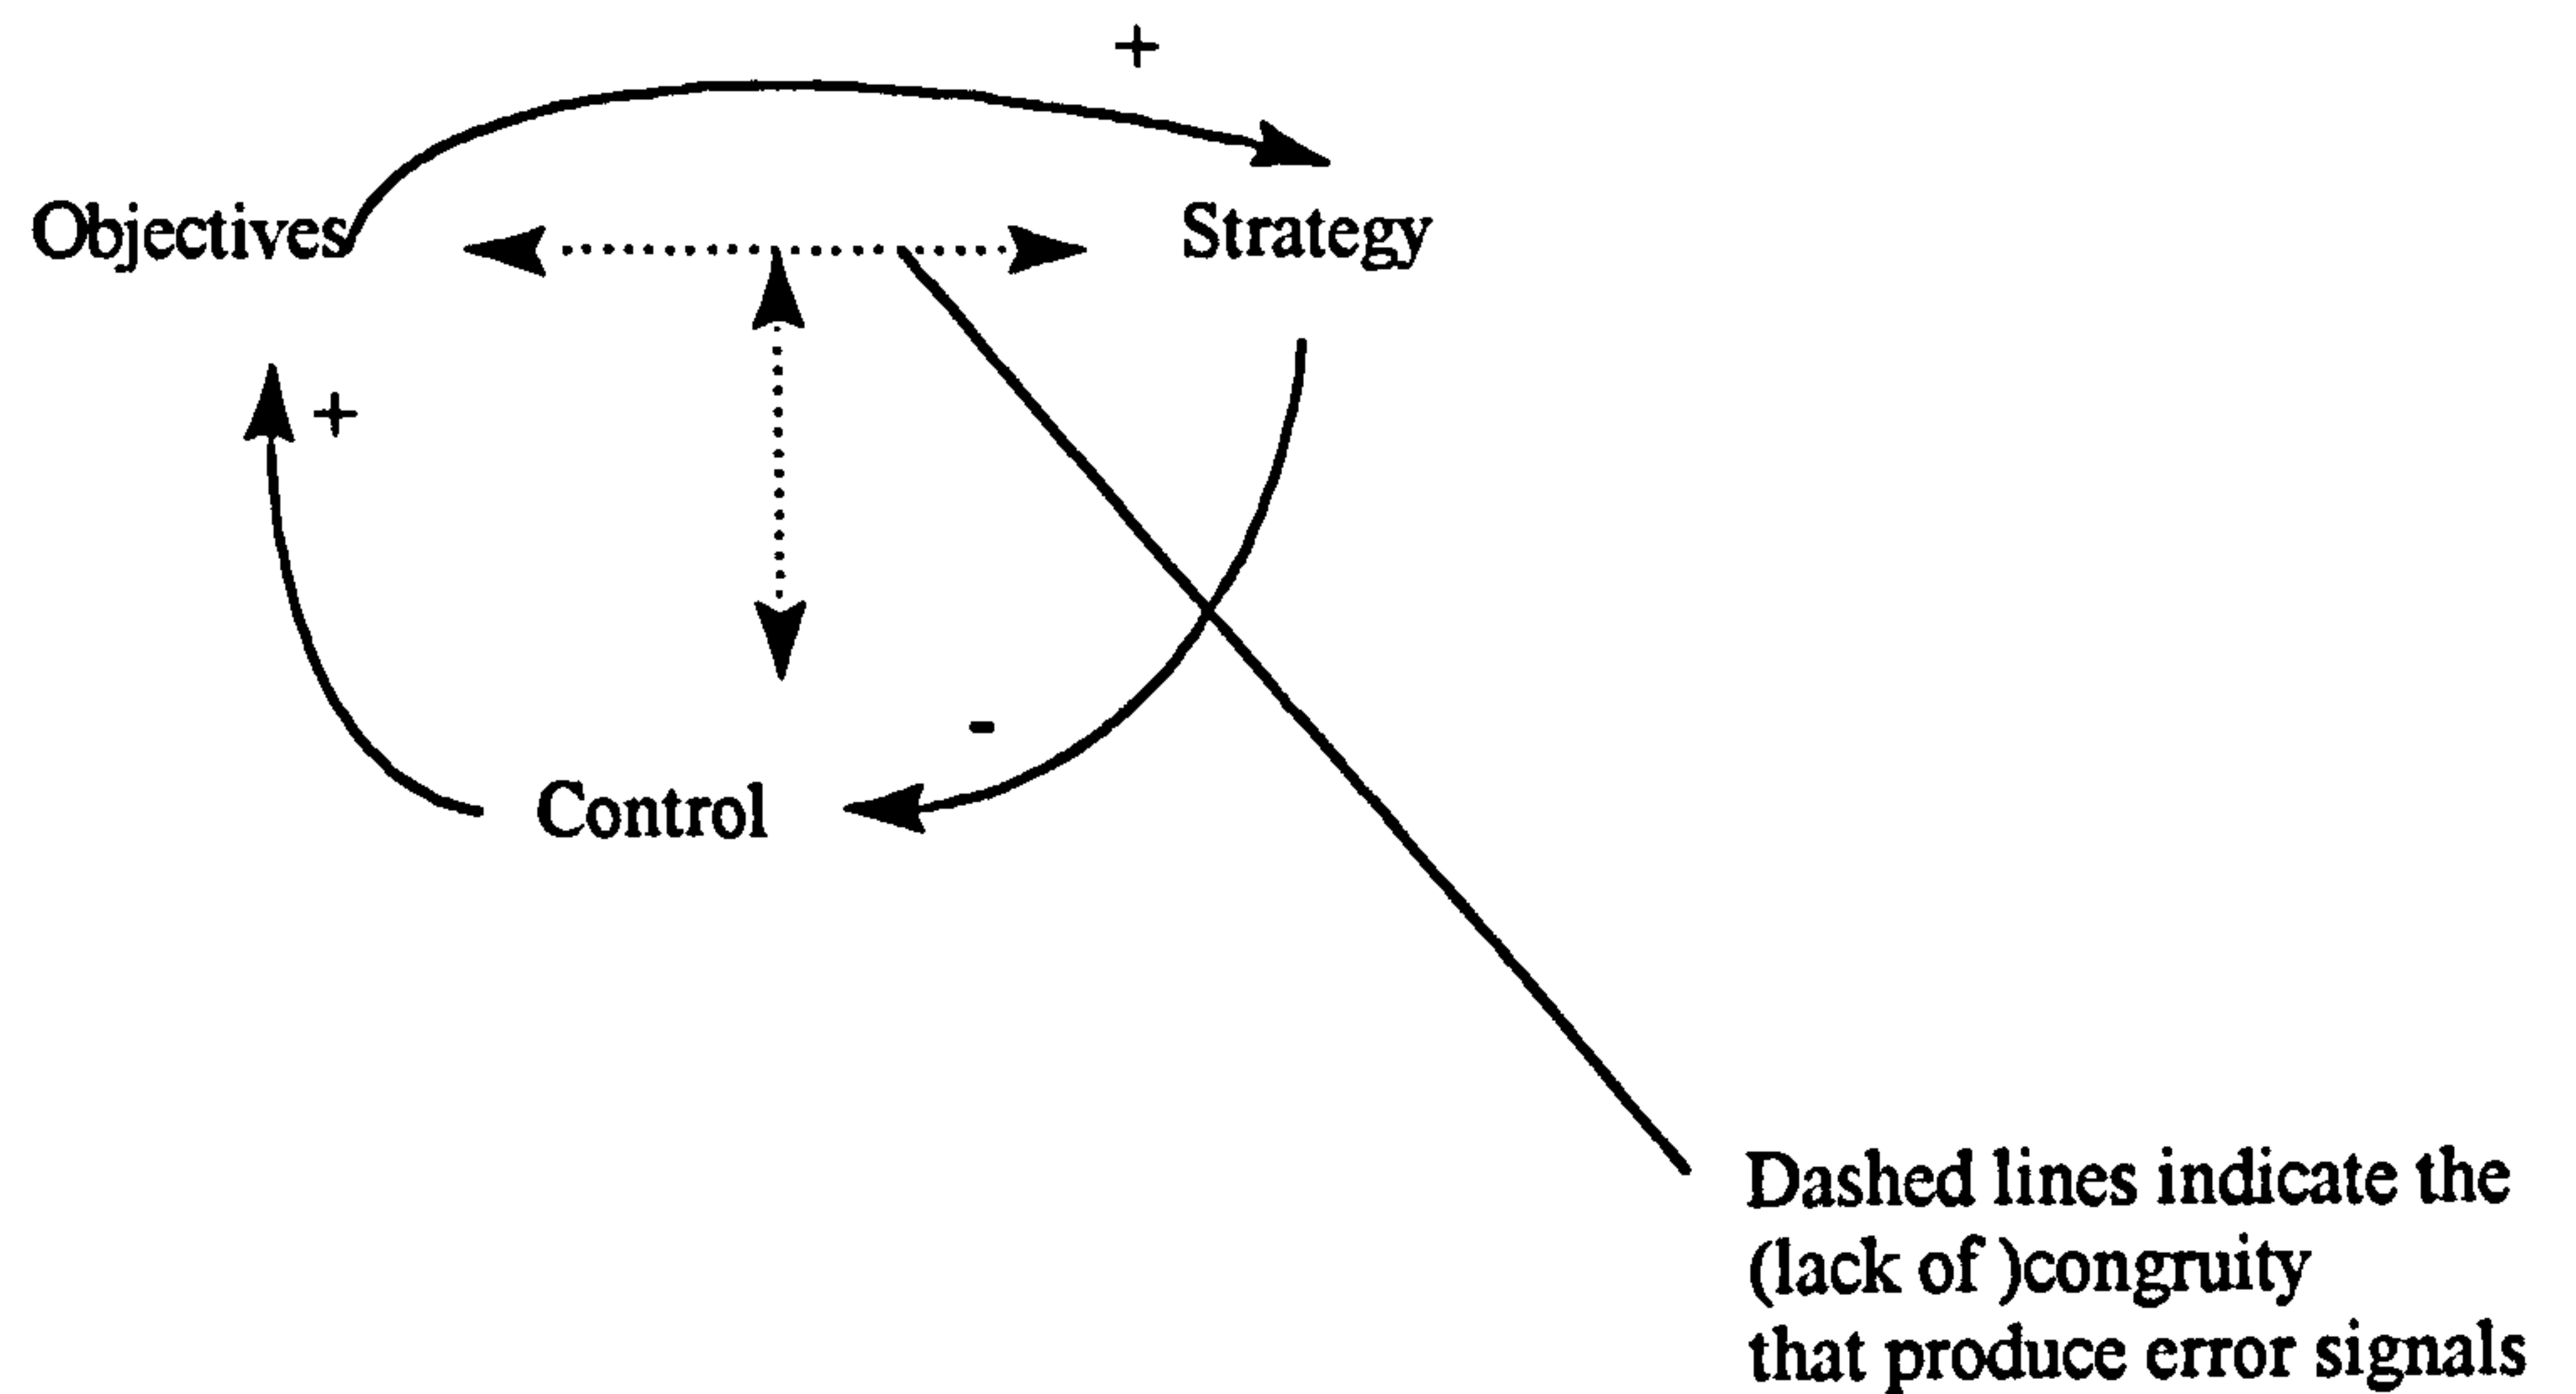 +
Objectives
Strategy
+
-
Control
Dashed lines indicate the
(lack of )congruity
that produce error signals